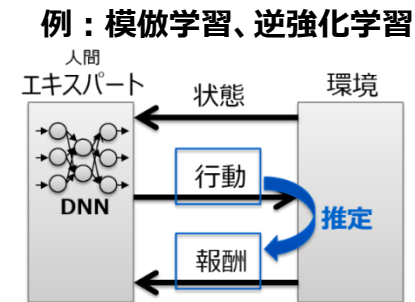 例：模倣学習、逆強化学習
人間
エキスパート
状態
環境
行動
DNN
推定
報酬